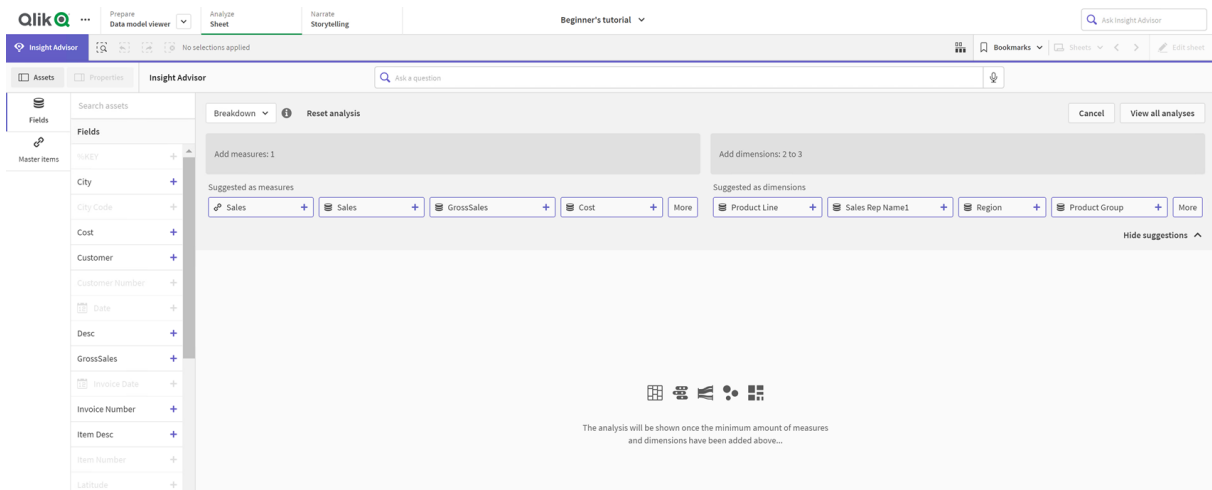 Qlik
Prepare
Data model viewer
Analyze
Sheet
Narrate
Storytelling
Beginner's tutorial
Ask Insight Advisor
Insight Advisor
No selections applied
Bookmarks
Sheets
Edit sheet
Assets
Properties
Insight Advisor
Ask a question
Fields
Master items
Search assets
Fields
%KEY
City
City Code
Cost
Customer
Customer Number
Date
Desc
GrossSales
Invoice Date
Invoice Number
Item Desc
Item Number
Latitude
Breakdown
Reset analysis
Cancel
View all analyses
Add measures: 1
Add dimensions: 2 to 3
Suggested as measures
Sales
Sales
GrossSales
Cost
More
Suggested as dimensions
Product Line
Sales Rep Name1
Region
Product Group
More
Hide suggestions
The analysis will be shown once the minimum amount of measures
and dimensions have been added above...